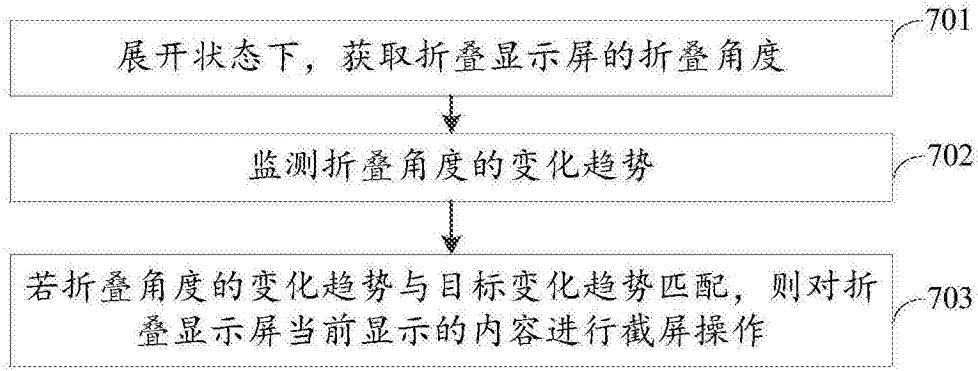 701
展开状态下，获取折叠显示屏的折叠角度
702
监测折叠角度的变化趋势
703
若折叠角度的变化趋势与目标变化趋势匹配，则对折
叠显示屏当前显示的内容进行截屏操作